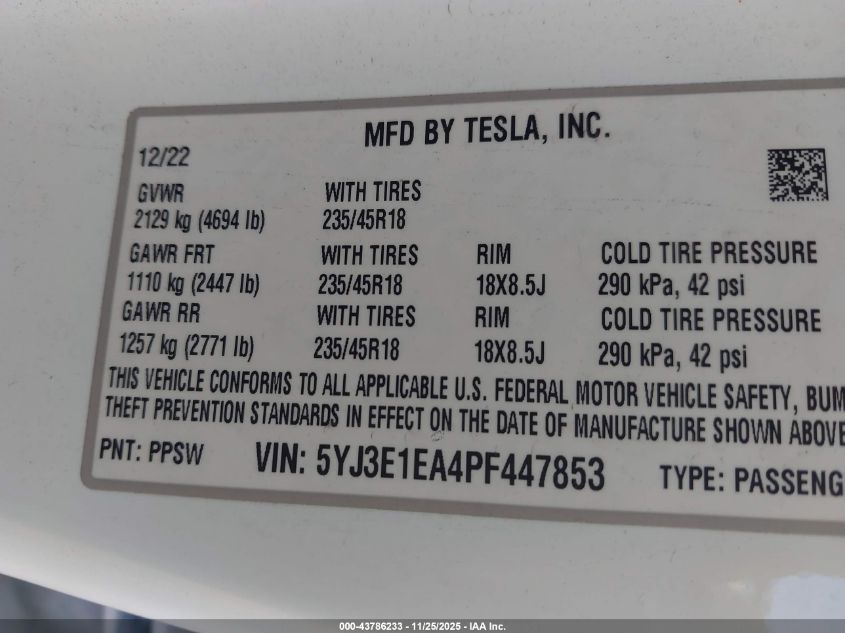 MFD BY TESLA, INC.
12/22
GVWR WITH TIRES
2129 kg (4694 lb) 235/45R18
GAWR FRT WITH TIRES RIM COLD TIRE PRESSURE
1110 kg (2447 lb) 235/45R18 18X8.5J 290 kPa, 42 psi
GAWR RR WITH TIRES RIM COLD TIRE PRESSURE
1257 kg (2771 lb) 235/45R18 18X8.5J 290 kPa, 42 psi
THIS VEHICLE CONFORMS TO ALL APPLICABLE U.S. FEDERAL MOTOR VEHICLE SAFETY, BUM
THEFT PREVENTION STANDARDS IN EFFECT ON THE DATE OF MANUFACTURE SHOWN ABOVE
PNT: PPSW VIN: 5YJ3E1EA4PF447853 TYPE: PASSENG
000-43786233 - 11/25/2025 - IAA Inc.